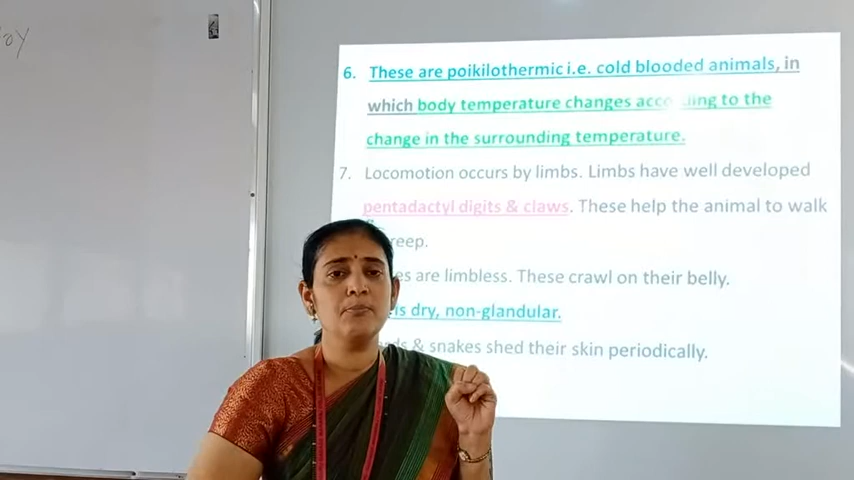 oy
6. These are poikilothermic i.e. cold blooded animals, in
which body temperature changes acco ding to the
change in the surrounding temperature.
7. Locomotion occurs by limbs. Limbs have well developed
pentadactyl digits & claws. These help the animal to walk
reep.
es are limbless. These crawl on their belly.
is dry, non-glandular.
& snakes shed their skin periodically.